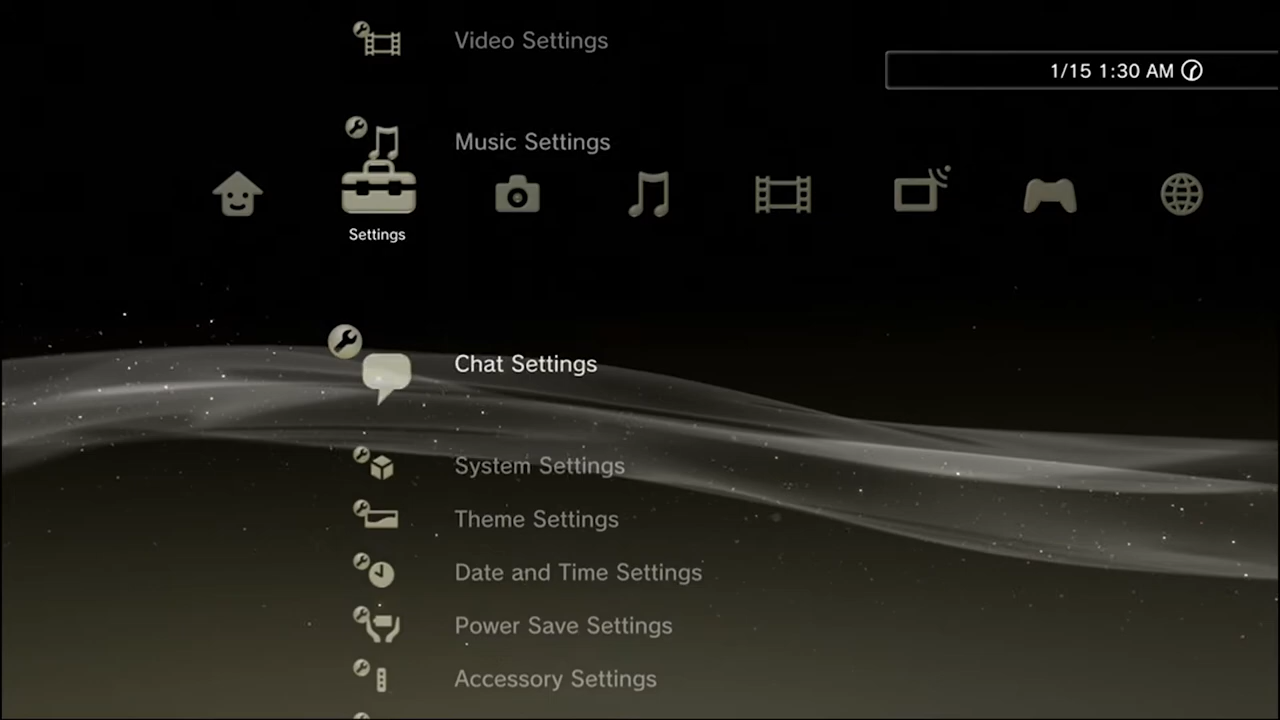 Video Settings
1/15 1:30 AM
Music Settings
Settings
Chat Settings
System Settings
Theme Settings
Date and Time Settings
Power Save Settings
Accessory Settings